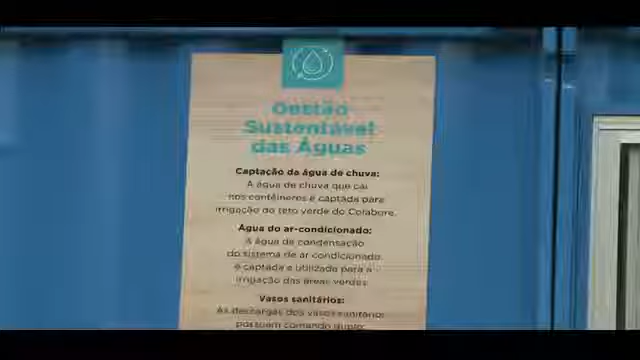 Gestão
Sustentável
das Águas
Captação da água de chuva:
A água de chuva que cai
nos contêineres é captada para
irrigação do teto verde do Colabore.
Água do ar-condicionado:
A água de condensação
do sistema de ar condicionado
é captada e utilizada para a
irrigação das áreas verdes.
Vasos sanitários:
As descargas dos vasos sanitários
possuem comando duplo: